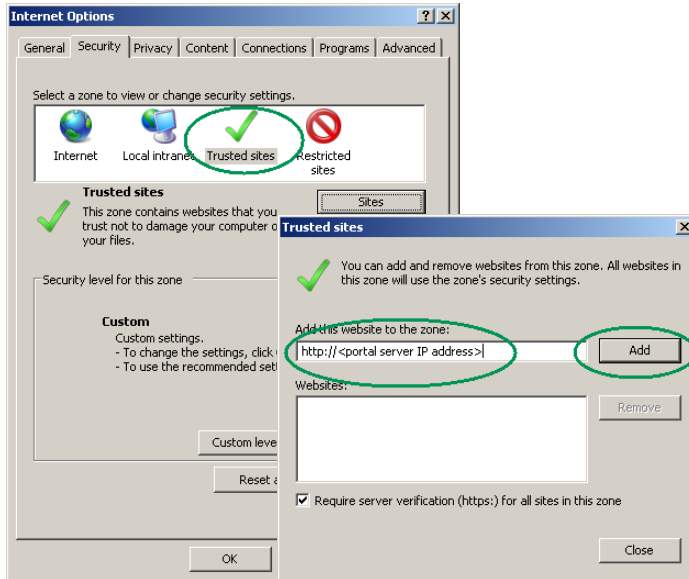 Internet Options
General Security Privacy Content Connections Programs Advanced
Select a zone to view or change security settings.
Internet Local intranet Trusted sites Restricted
sites
Trusted sites
This zone contains websites that you
trust not to damage your computer o
your files.
Sites
Security level for this zone
Custom
Custom settings.
- To change the settings, click
- To use the recommended set
Custom leve
Reset a
OK
Trusted sites
You can add and remove websites from this zone. All websites in
this zone will use the zone's security settings.
Add this website to the zone:
http://<portal server IP address>
Add
Websites:
Remove
Require server verification (https:) for all sites in this zone
Close